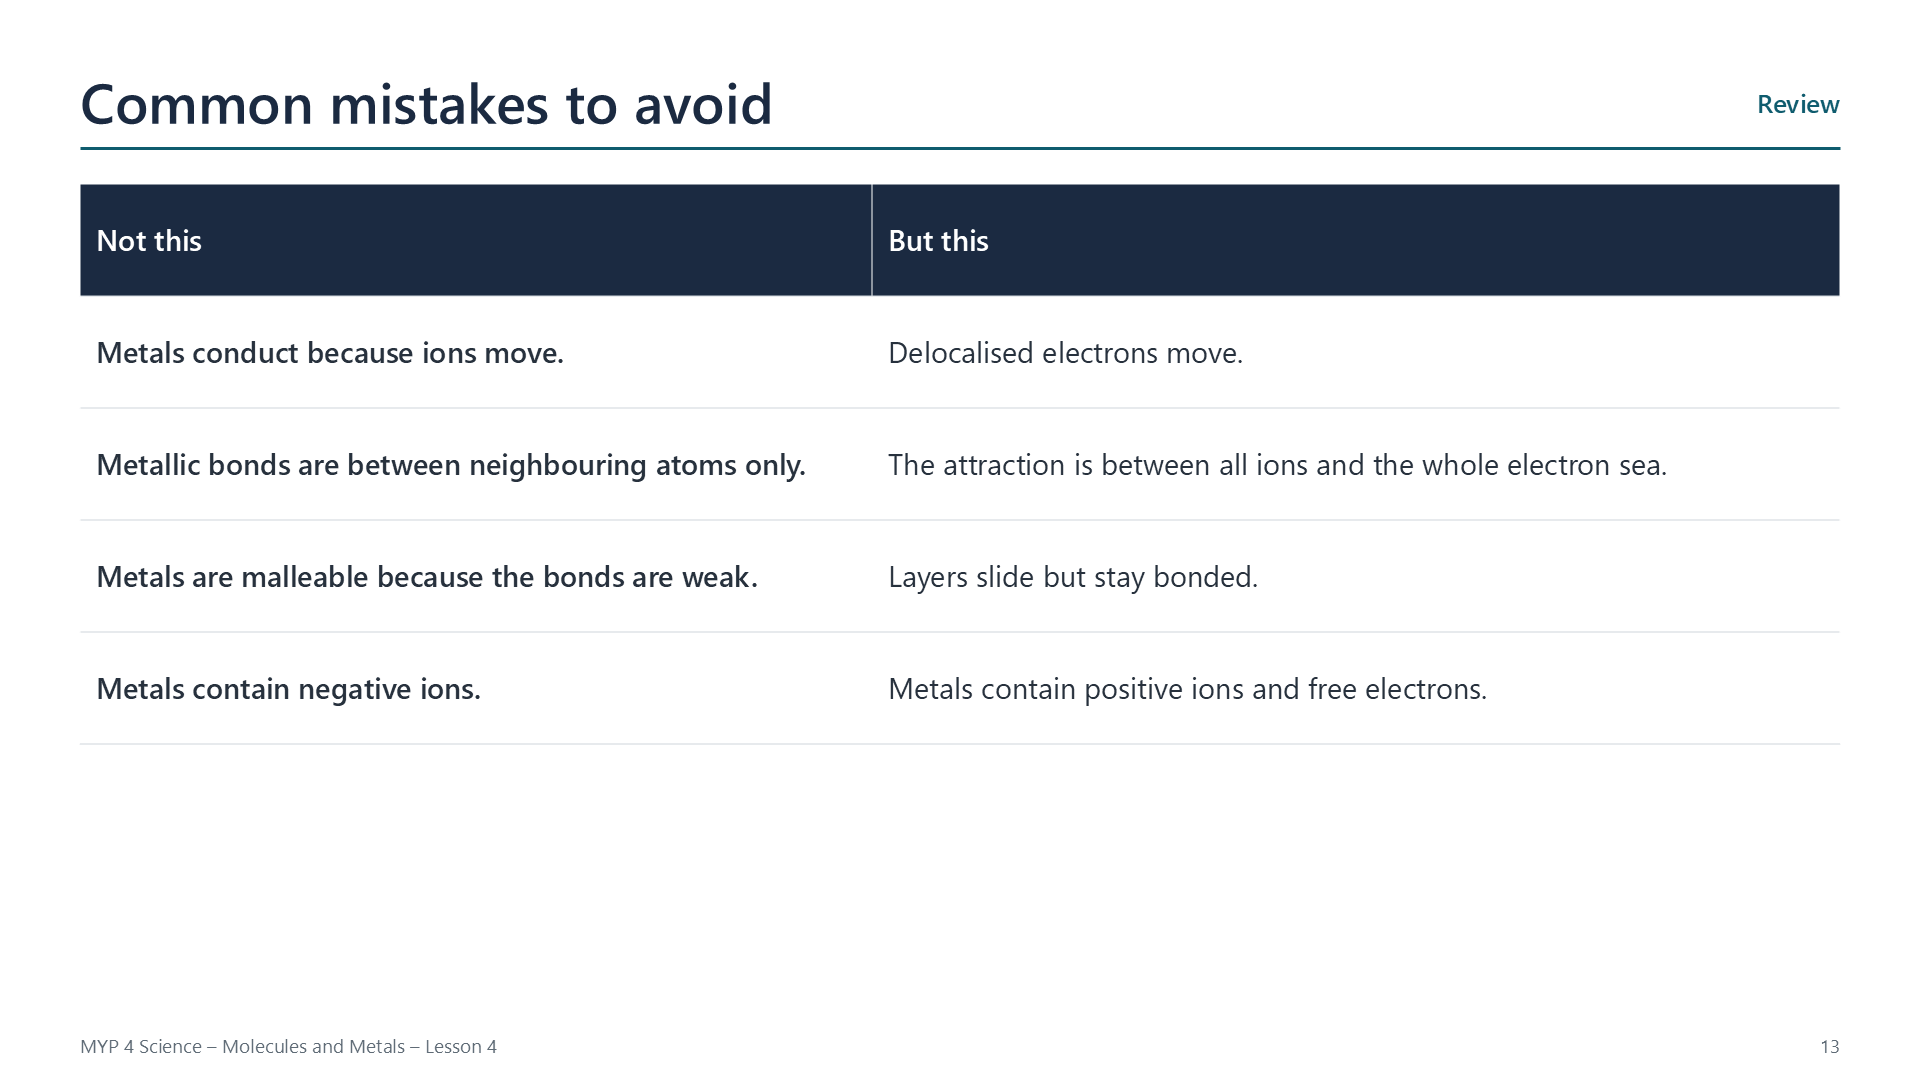 Common mistakes to avoid
Review
Not this
But this
Metals conduct because ions move.
Delocalised electrons move.
Metallic bonds are between neighbouring atoms only.
The attraction is between all ions and the whole electron sea.
Metals are malleable because the bonds are weak.
Layers slide but stay bonded.
Metals contain negative ions.
Metals contain positive ions and free electrons.
MYP 4 Science – Molecules and Metals – Lesson 4
13